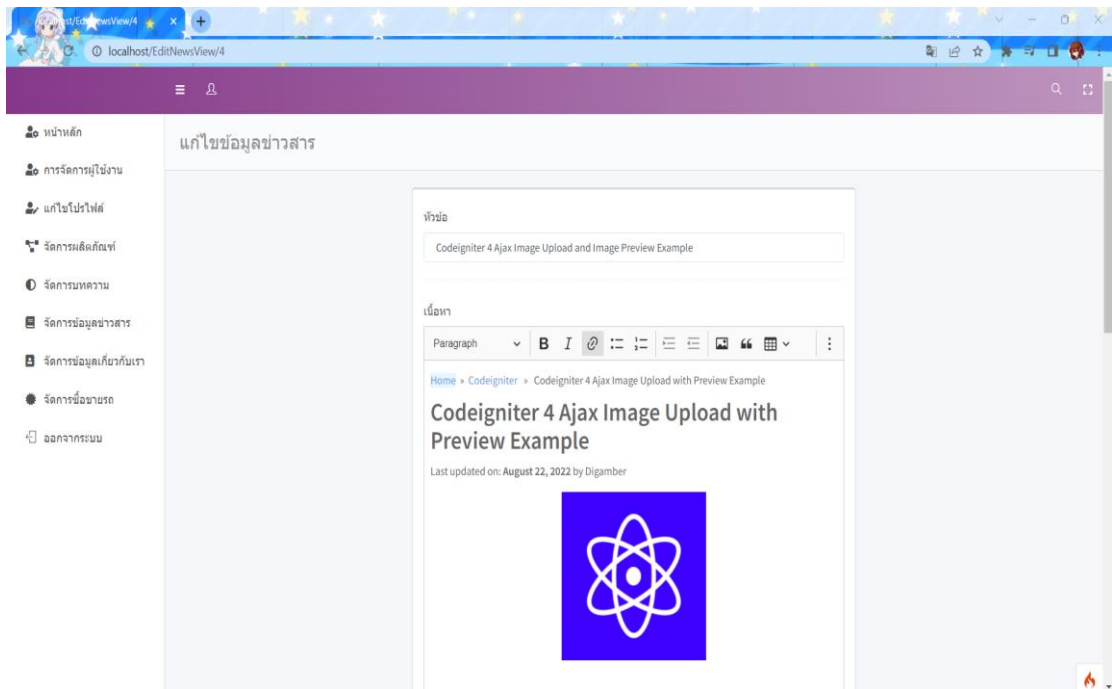 localhost/EditNewsView/4
หน้าหลัก
การจัดการผู้ใช้งาน
แก้ไขโปรไฟล์
จัดการผลิตภัณฑ์
จัดการบทความ
จัดการข้อมูลข่าวสาร
จัดการข้อมูลเกี่ยวกับเรา
จัดการซื้อขายรถ
ออกจากระบบ
แก้ไขข้อมูลข่าวสาร
หัวข้อ
Codeigniter 4 Ajax Image Upload and Image Preview Example
เนื้อหา
Paragraph
Home » Codeigniter » Codeigniter 4 Ajax Image Upload with Preview Example
Codeigniter 4 Ajax Image Upload with
Preview Example
Last updated on: August 22, 2022 by Digamber